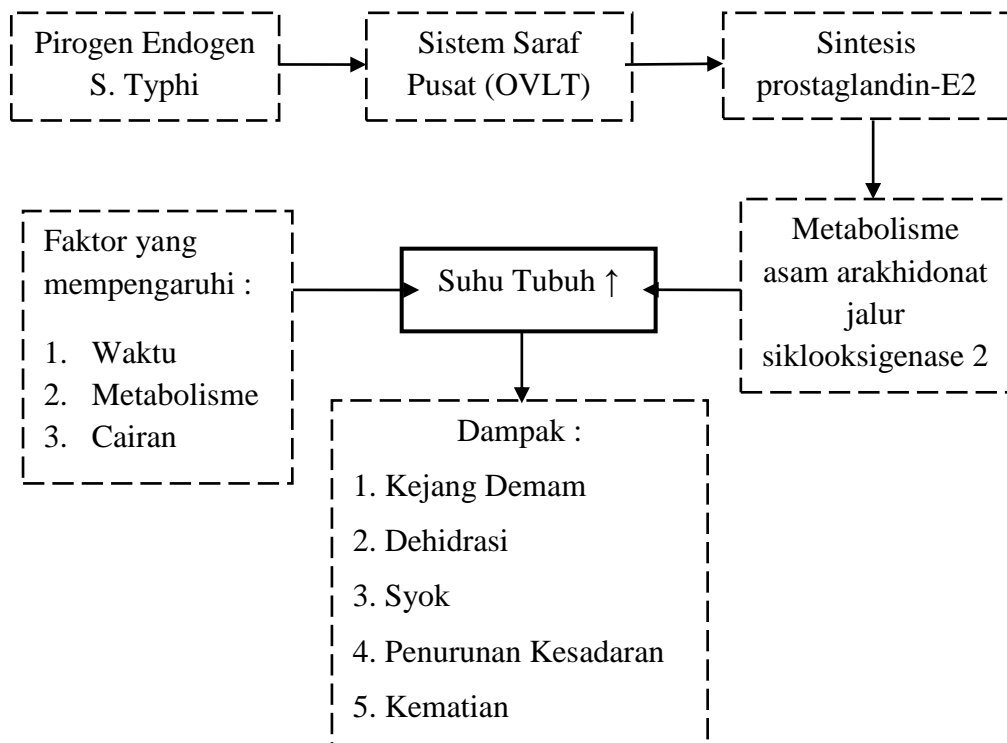 Pirogen Endogen
S. Typhi
Sistem Saraf
Pusat (OVLT)
Sintesis
prostaglandin-E2
Metabolisme
asam arakhidonat
jalur
siklooksigenase 2
Faktor yang
mempengaruhi :
1. Waktu
2. Metabolisme
3. Cairan
Suhu Tubuh ↑
Dampak :
1. Kejang Demam
2. Dehidrasi
3. Syok
4. Penurunan Kesadaran
5. Kematian